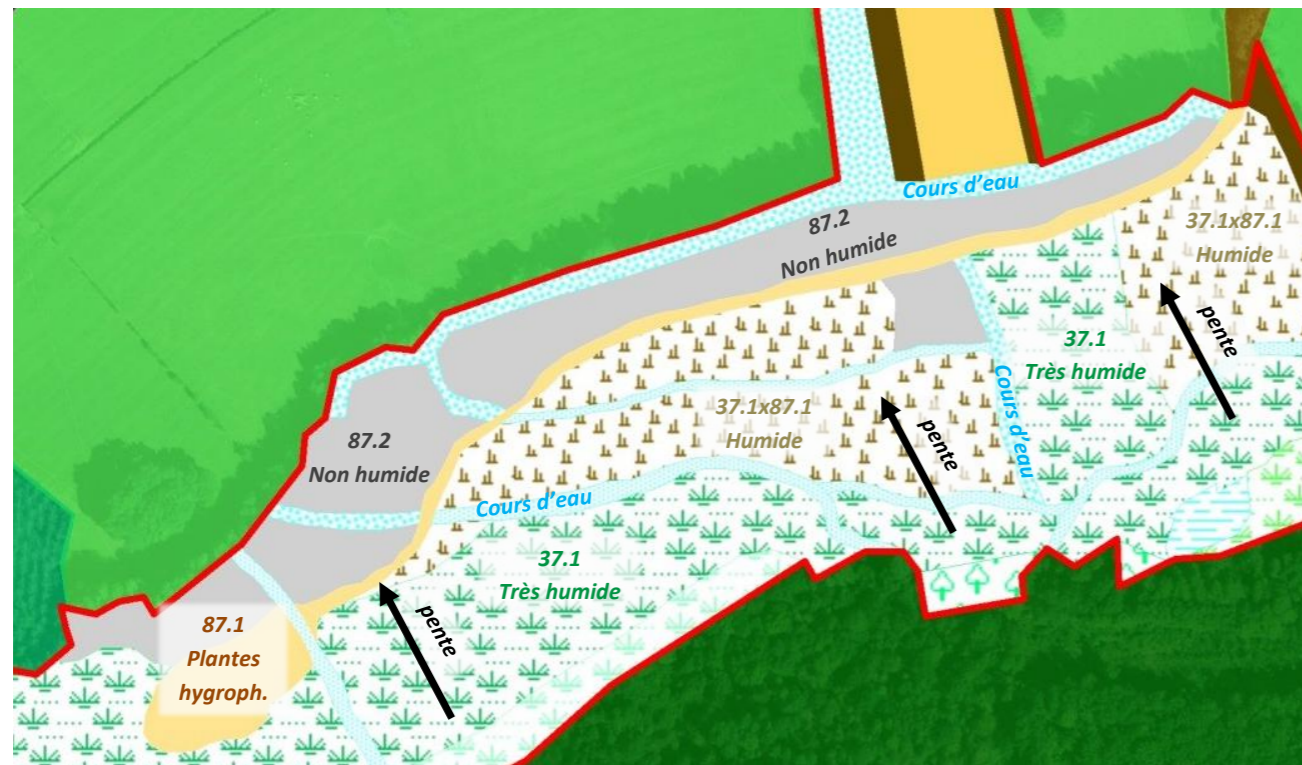 Cours d'eau
87.2
Non humide
37.1x87.1
Humide
pente
37.1
Très humide
Cours d'eau
37.1x87.1
Humide
pente
87.2
Non humide
Cours d'eau
37.1
Très humide
pente
87.1
Plantes
hygroph.